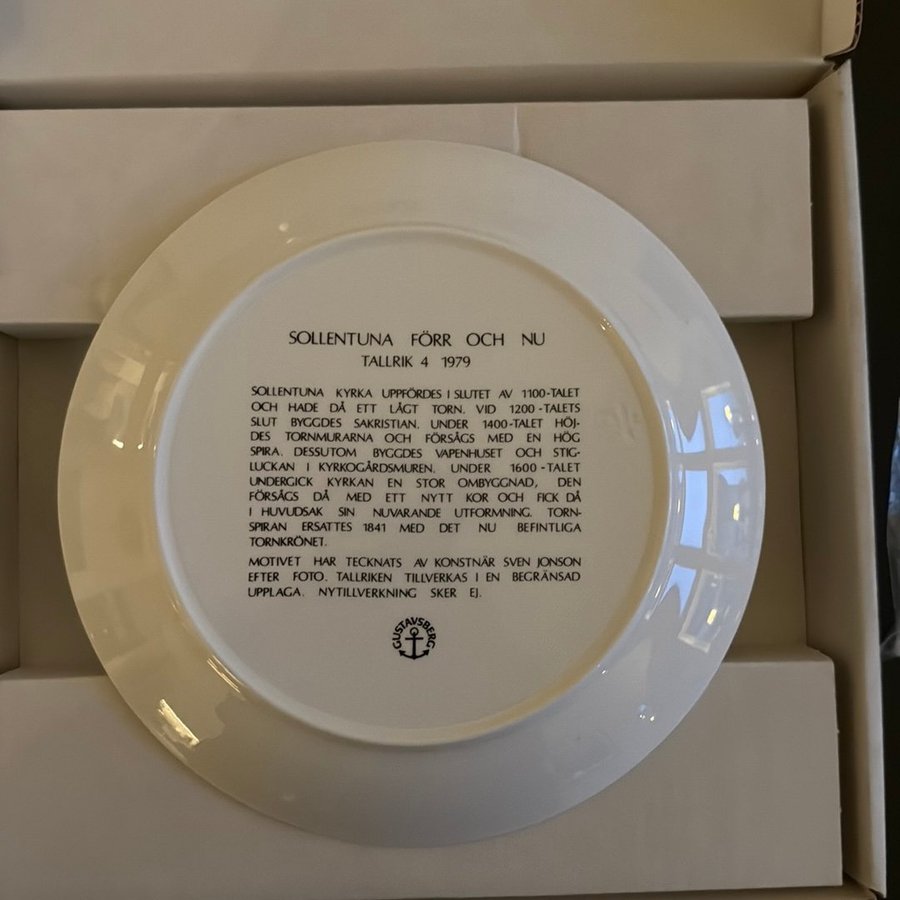 SOLLENTUNA FÖRR OCH NU
TALLRIK 4 1979
SOLLENTUNA KYRKA UPPFÖRDES I SLUTET AV 1100-TALET
OCH HADE DÅ ETT LÅGT TORN. VID 1200-TALETS
SLUT BYGGDES SAKRISTIAN. UNDER 1400-TALET HÖJ-
DES TORNMURARNA OCH FÖRSÅGS MED EN HÖG
SPIRA. DESSUTOM BYGGDES VAPENHUSET OCH STIG-
LUCKAN I KYRKOGÅRDSMUREN. UNDER 1600-TALET
UNDERGICK KYRKAN EN STOR OMBYGGNAD, DEN
FÖRSÅGS DÅ MED ETT NYTT KOR OCH FICK DÅ
I HUVUDSAK SIN NUVARANDE UTFORMNING. TORN-
SPIRAN ERSATTES 1841 MED DET NU BEFINTLIGA
TORNKRÖNET.
MOTIVET HAR TECKNATS AV KONSTNÄR SVEN JONSON
EFTER FOTO. TALLRIKEN TILLVERKAS I EN BEGRÄNSAD
UPPLAGA. NYTILLVERKNING SKER EJ.
GUSTAVSBERG